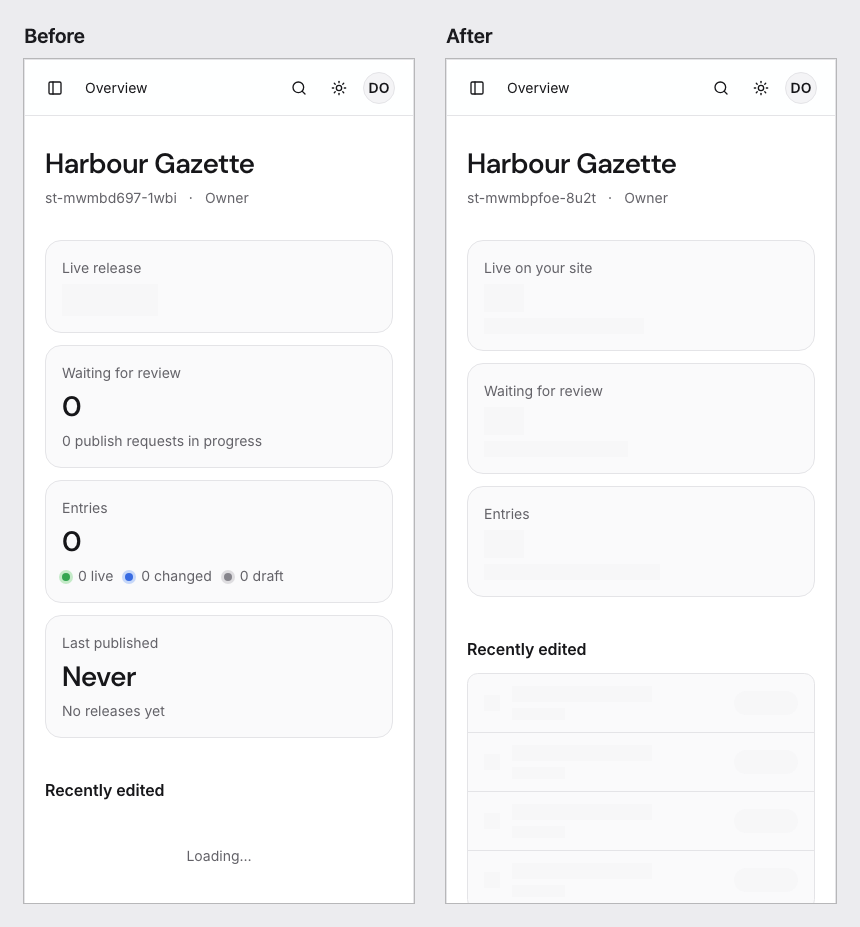 Before
Overview
DO
Harbour Gazette
st-mwmbd697-1wbi · Owner
Live release
Waiting for review
0
0 publish requests in progress
Entries
0
0 live 0 changed 0 draft
Last published
Never
No releases yet
Recently edited
Loading...
After
Overview
DO
Harbour Gazette
st-mwmbpfoe-8u2t · Owner
Live on your site
Waiting for review
Entries
Recently edited